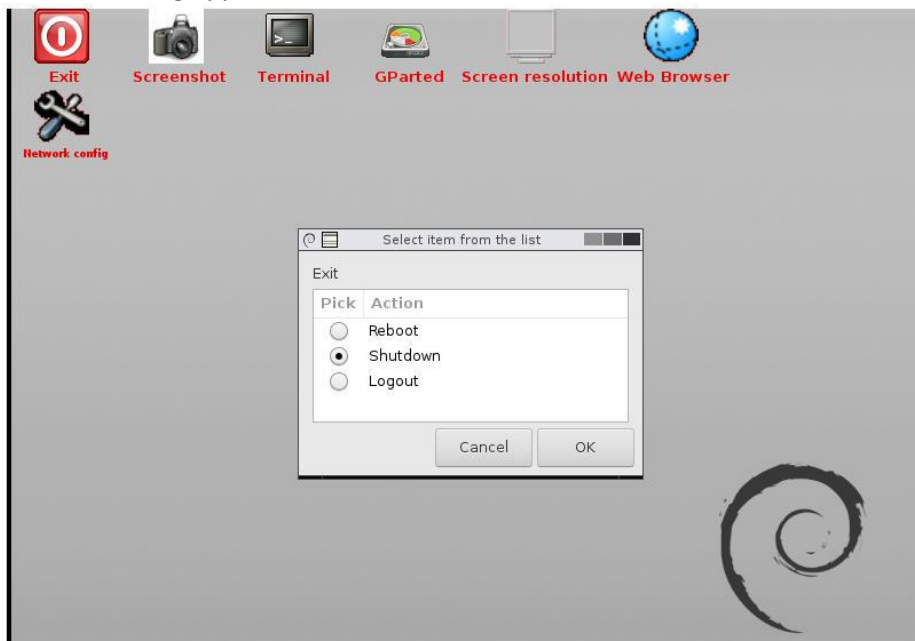 Exit Screenshot Terminal GParted Screen resolution Web Browser
Network config
Select item from the list
Exit
Pick Action
Reboot
Shutdown
Logout
Cancel OK